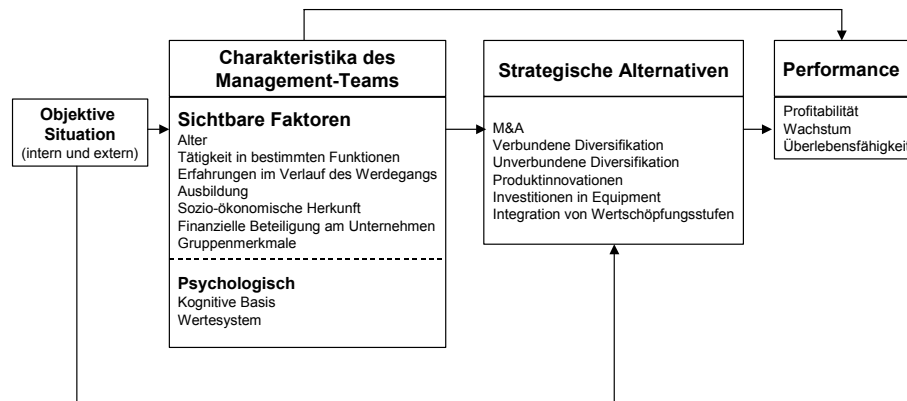 Objektive
Situation
(intern und extern)
Charakteristika des
Management-Teams
Sichtbare Faktoren
Alter
Tätigkeit in bestimmten Funktionen
Erfahrungen im Verlauf des Werdegangs
Ausbildung
Sozio-ökonomische Herkunft
Finanzielle Beteiligung am Unternehmen
Gruppenmerkmale
Psychologisch
Kognitive Basis
Wertesystem
Strategische Alternativen
M&A
Verbundene Diversifikation
Unverbundene Diversifikation
Produktinnovationen
Investitionen in Equipment
Integration von Wertschöpfungsstufen
Performance
Profitabilität
Wachstum
Überlebensfähigkeit